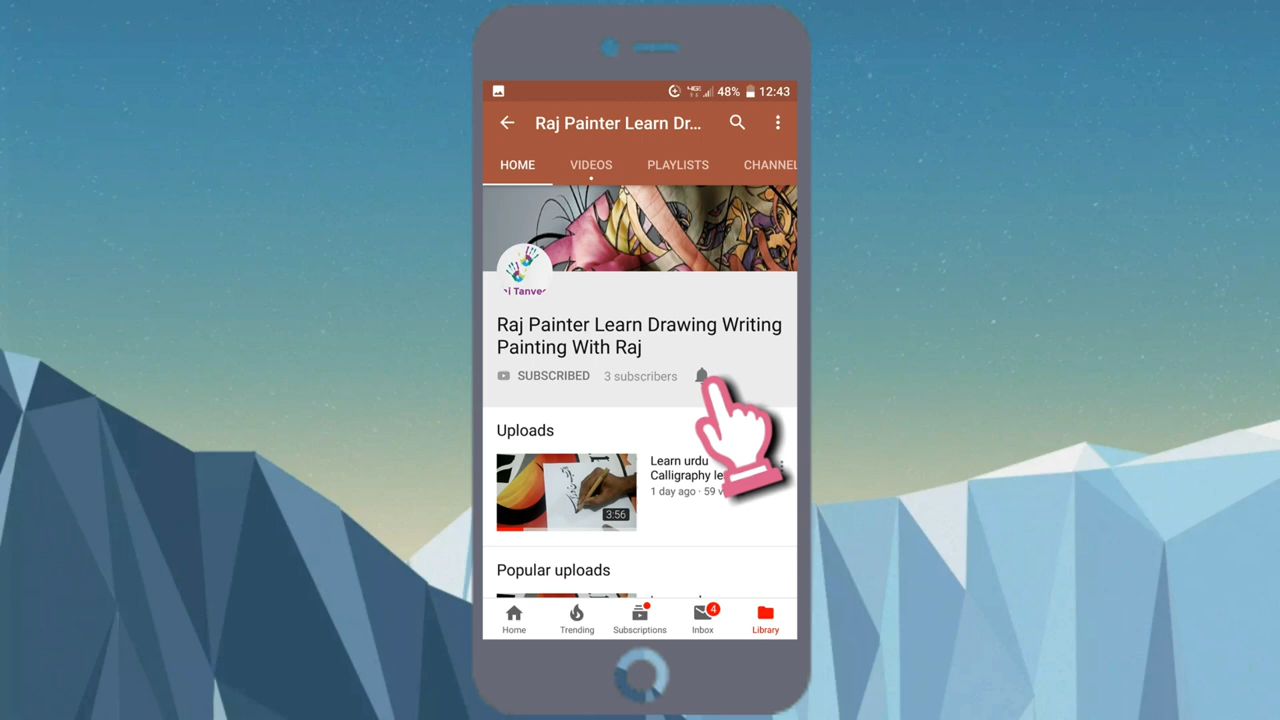 48% 12:43
Raj Painter Learn Dr...
HOME VIDEOS PLAYLISTS CHANNEL
Raj Painter Learn Drawing Writing
Painting With Raj
SUBSCRIBED 3 subscribers
Uploads
Learn urdu
Calligraphy le
1 day ago · 59 v
3:56
Popular uploads
Home Trending Subscriptions Inbox 4 Library